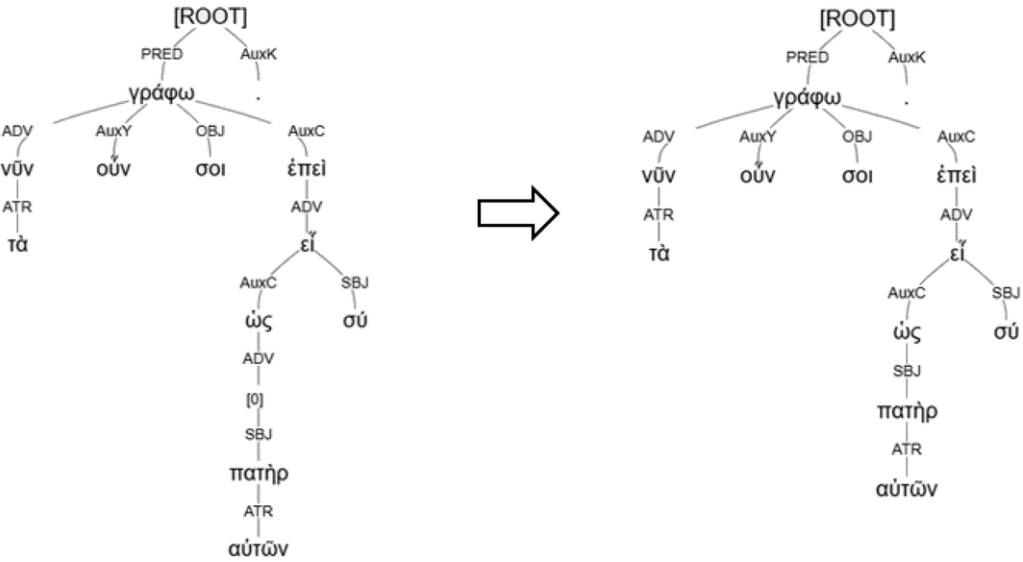 [ROOT] [ROOT]
PRED AuxK PRED AuxK
γράφω . γράφω .
ADV AuxY OBJ AuxC ADV AuxY OBJ AuxC
νῦν οὖν σοι ἐπεὶ νῦν οὖν σοι ἐπεὶ
ATR ADV ATR ADV
τὰ εἶ τὰ εἶ
AuxC SBJ AuxC SBJ
ὡς σύ ὡς σύ
ADV SBJ
[0] πατὴρ
SBJ ATR
πατὴρ αὐτῶν
ATR
αὐτῶν